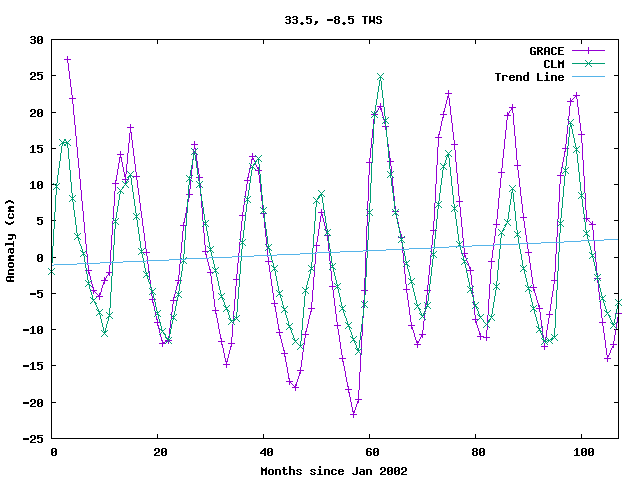 33.5, -8.5 TWS
GRACE
CLM
Trend Line
30
25
20
15
10
5
0
-5
-10
-15
-20
-25
Anomaly (cm)
0 20 40 60 80 100
Months since Jan 2002